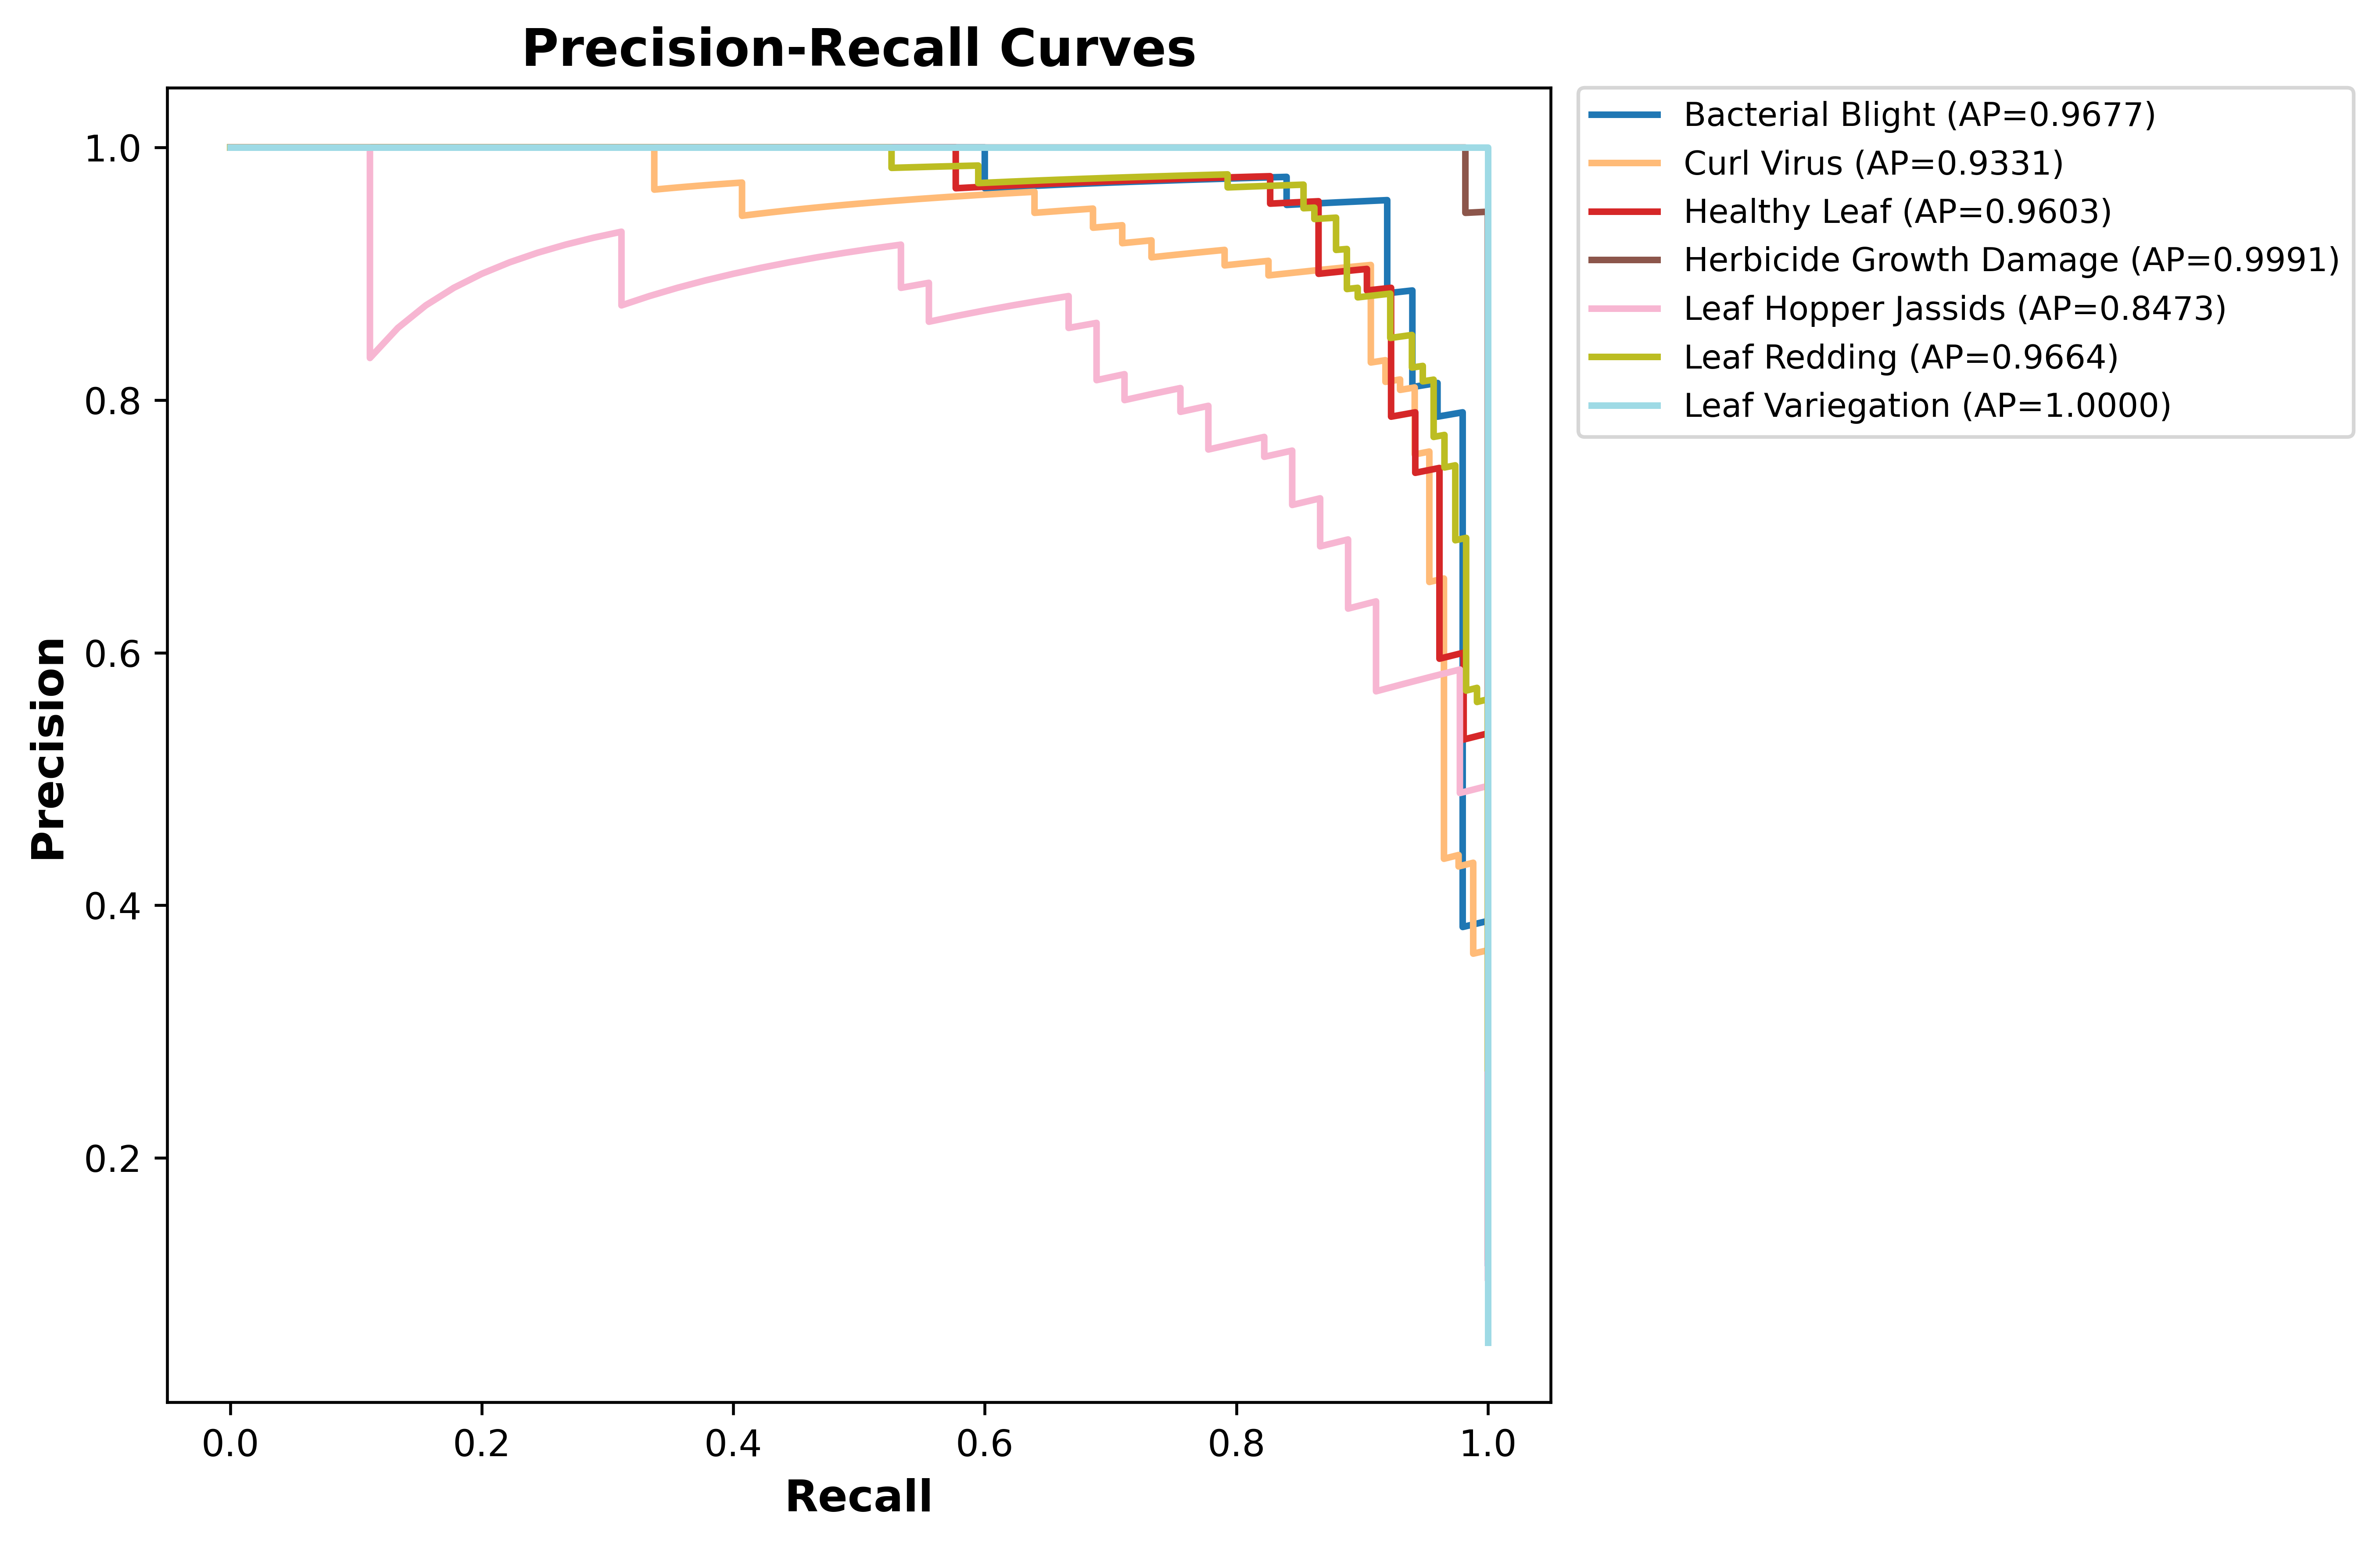 Precision-Recall Curves
Bacterial Blight (AP=0.9677)
Curl Virus (AP=0.9331)
Healthy Leaf (AP=0.9603)
Herbicide Growth Damage (AP=0.9991)
Leaf Hopper Jassids (AP=0.8473)
Leaf Redding (AP=0.9664)
Leaf Variegation (AP=1.0000)
Precision
1.0
0.8
0.6
0.4
0.2
0.0 0.2 0.4 0.6 0.8 1.0
Recall